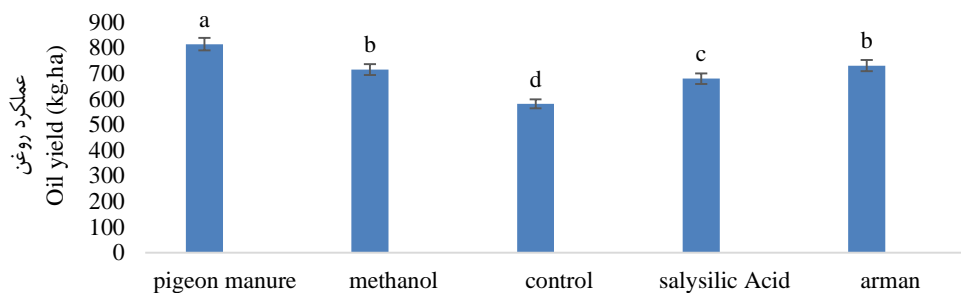 عملکرد روغن
Oil yield (kg.ha)
900
800
700
600
500
400
300
200
100
0
a
b
d
c
b
pigeon manure
methanol
control
salysilic Acid
arman